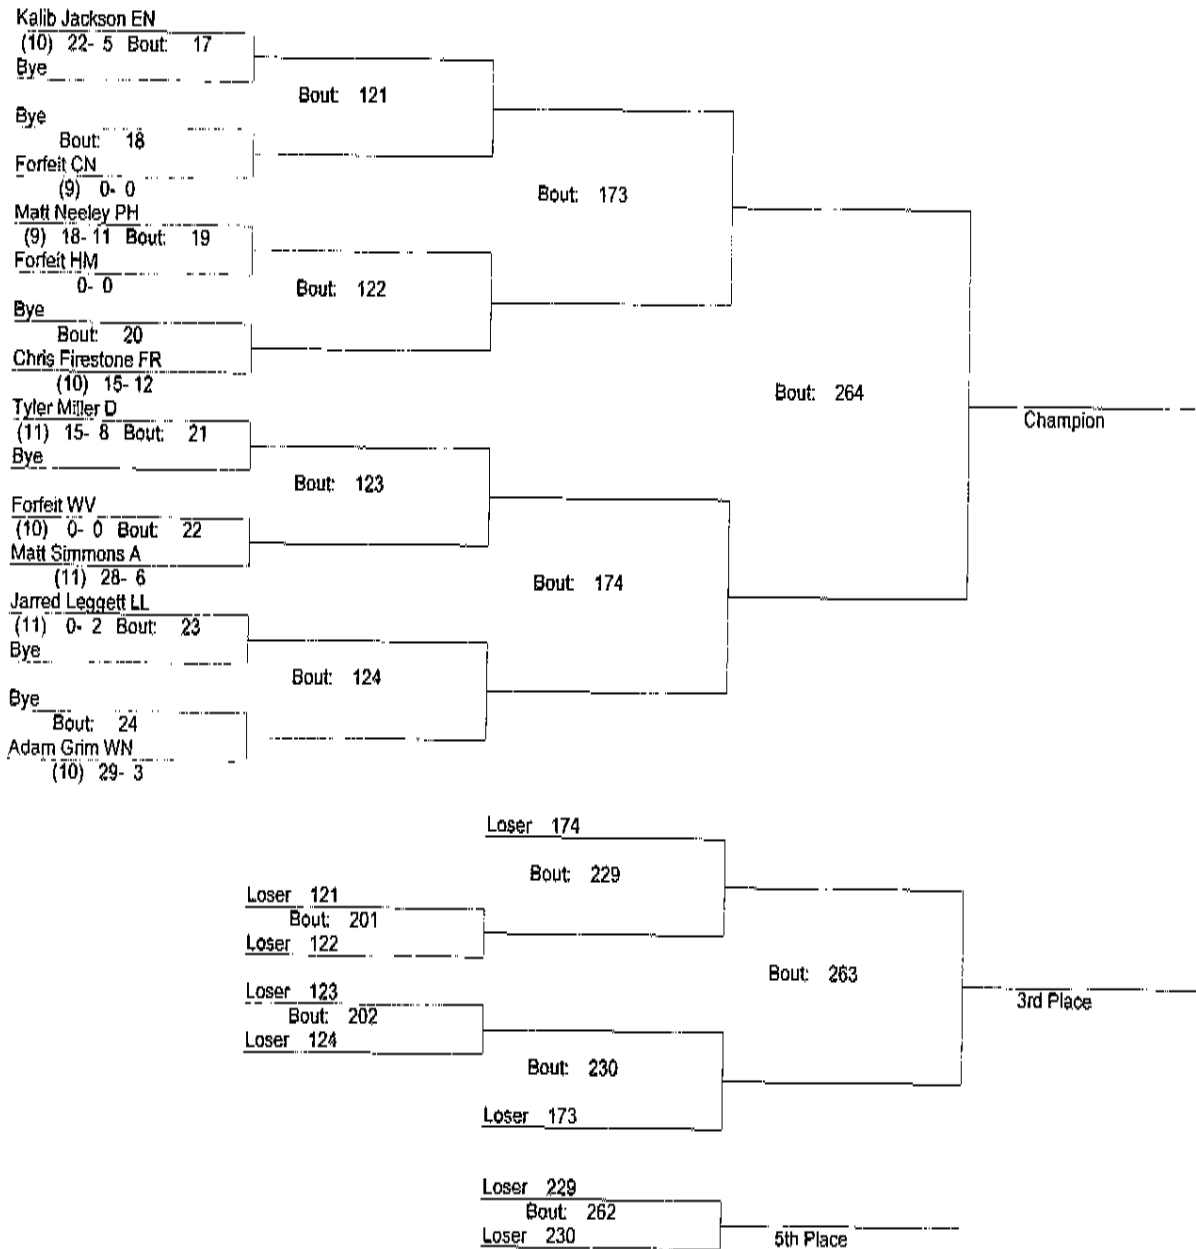 Kalib Jackson EN
(10) 22- 5 Bout: 17
Bye
Bout: 121
Bye
Bout: 18
Forfeit CN
(9) 0- 0
Bout: 173
Matt Neeley PH
(9) 18- 11 Bout: 19
Forfeit HM
0- 0
Bout: 122
Bye
Bout: 20
Chris Firestone FR
(10) 15- 12
Bout: 264
Champion
Tyler Miller D
(11) 15- 8 Bout: 21
Bye
Bout: 123
Forfeit WV
(10) 0- 0 Bout: 22
Matt Simmons A
(11) 28- 6
Bout: 174
Jarred Leggett LL
(11) 0- 2 Bout: 23
Bye
Bout: 124
Bye
Bout: 24
Adam Grim WN
(10) 29- 3
Loser 174
Bout: 229
Loser 121
Bout: 201
Loser 122
Bout: 263
3rd Place
Loser 123
Bout: 202
Loser 124
Bout: 230
Loser 173
Loser 229
Bout: 262
Loser 230
5th Place